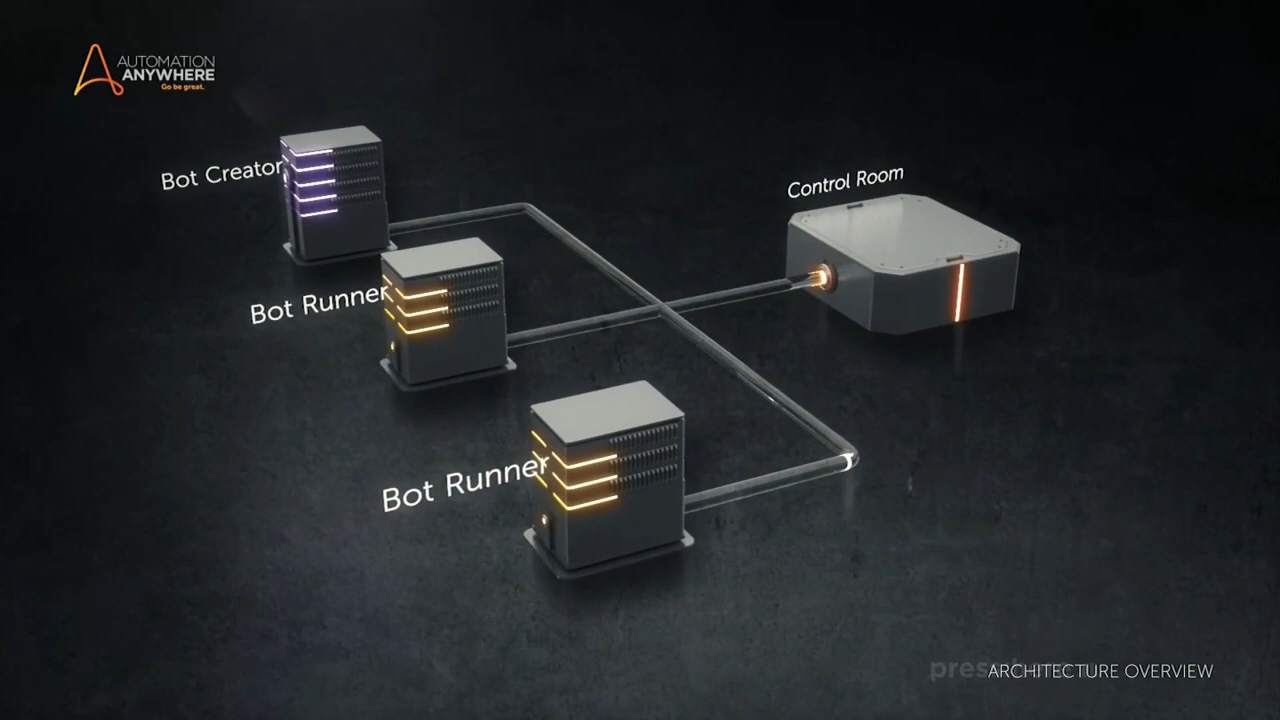 AUTOMATION
ANYWHERE
Go be great.
Bot Creator
Control Room
Bot Runner
Bot Runner
ARCHITECTURE OVERVIEW